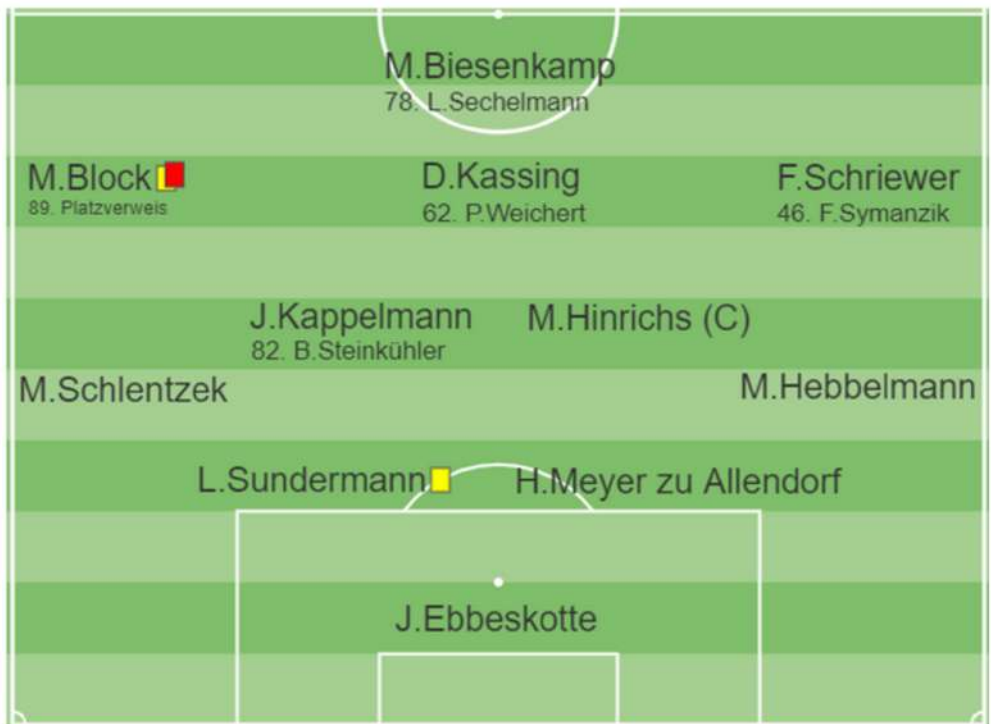 M.Biesenkamp
78. L.Sechelmann
M.Block
89. Platzverweis
D.Kassing
62. P.Weichert
F.Schriewer
46. F.Symanzik
J.Kappelmann
82. B.Steinkühler
M.Hinrichs (C)
M.Schlentzek
M.Hebbelmann
L.Sundermann
H.Meyer zu Allendorf
J.Ebbeskotte